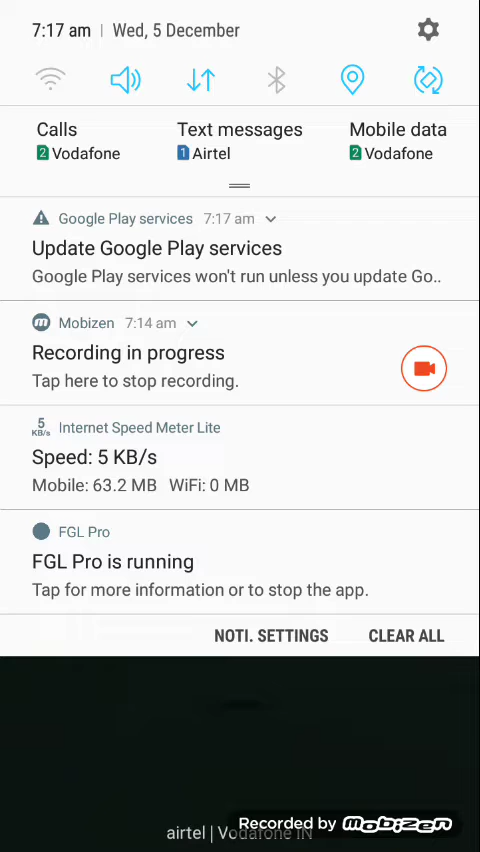 7:17 am | Wed, 5 December
Calls Text messages Mobile data
2 Vodafone 1 Airtel 2 Vodafone
Google Play services 7:17 am
Update Google Play services
Google Play services won't run unless you update Go..
m Mobizen 7:14 am
Recording in progress
Tap here to stop recording.
5 KB/s Internet Speed Meter Lite
Speed: 5 KB/s
Mobile: 63.2 MB WiFi: 0 MB
FGL Pro
FGL Pro is running
Tap for more information or to stop the app.
NOTI. SETTINGS CLEAR ALL
Recorded by mobizen
airtel | Vodafone IN